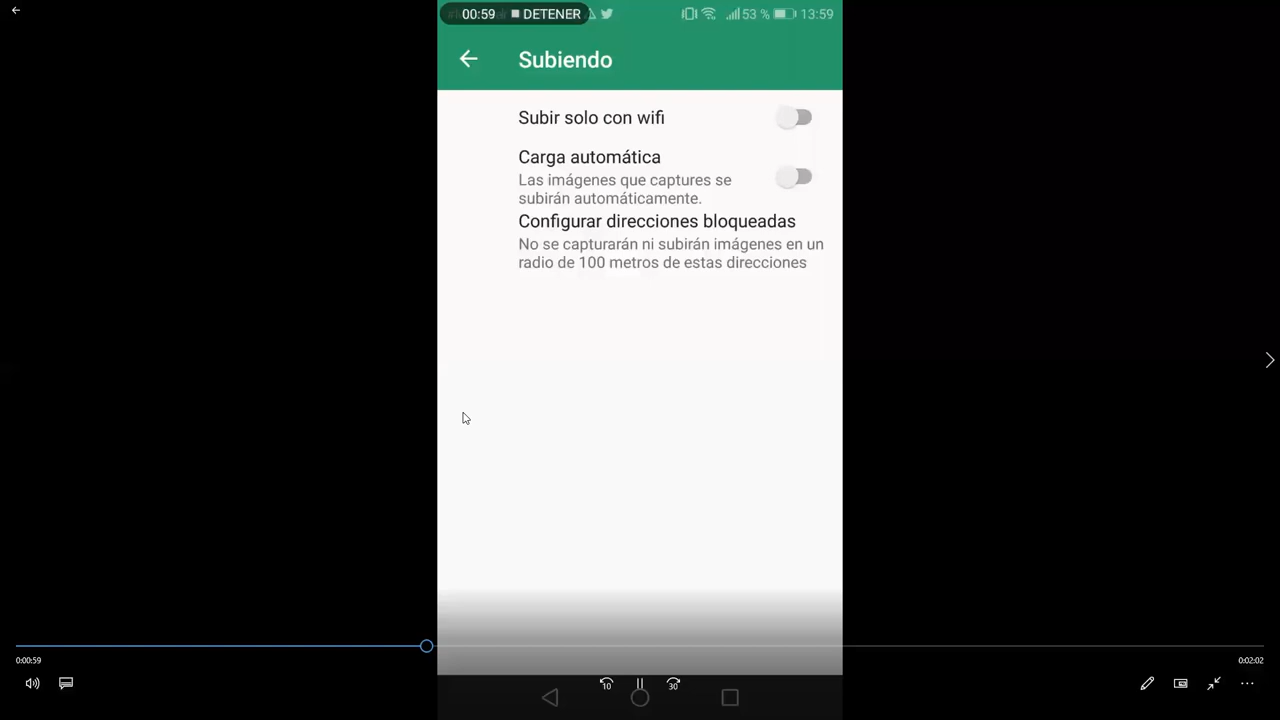 00:59 DETENER 53 % 13:59
Subiendo
Subir solo con wifi
Carga automática
Las imágenes que captures se
subirán automáticamente.
Configurar direcciones bloqueadas
No se capturarán ni subirán imágenes en un
radio de 100 metros de estas direcciones
0:00:59
0:02:02
10
30